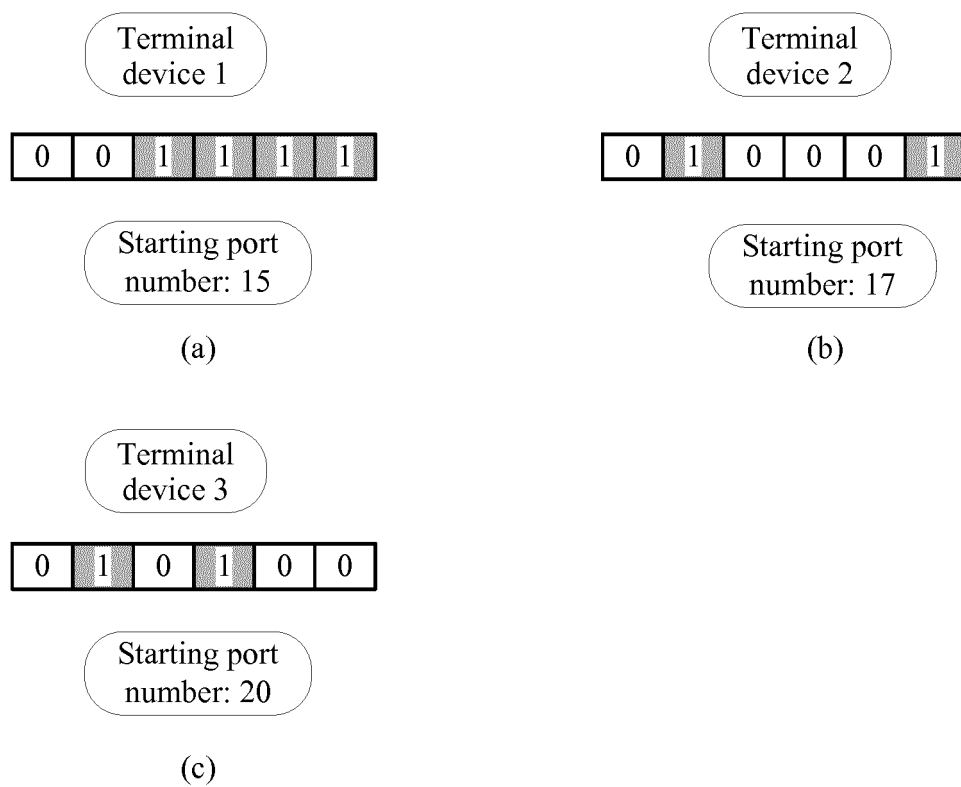 Terminal
device 1
0 0 1 1 1 1
Starting port
number: 15
(a)
Terminal
device 2
0 1 0 0 0 1
Starting port
number: 17
(b)
Terminal
device 3
0 1 0 1 0 0
Starting port
number: 20
(c)